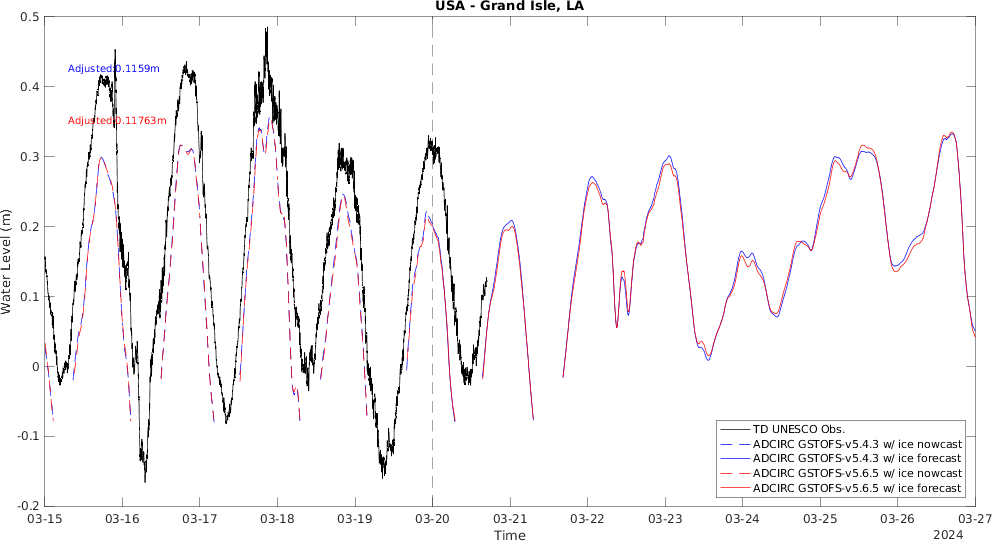 USA - Grand Isle, LA
0.5
0.4
0.3
0.2
0.1
0
-0.1
-0.2
Water Level (m)
Adjusted:0.1159m
Adjusted:0.11763m
TD UNESCO Obs.
ADCIRC GSTOFS-v5.4.3 w/ ice nowcast
ADCIRC GSTOFS-v5.4.3 w/ ice forecast
ADCIRC GSTOFS-v5.6.5 w/ ice nowcast
ADCIRC GSTOFS-v5.6.5 w/ ice forecast
03-15 03-16 03-17 03-18 03-19 03-20 03-21 03-22 03-23 03-24 03-25 03-26 03-27
Time
2024